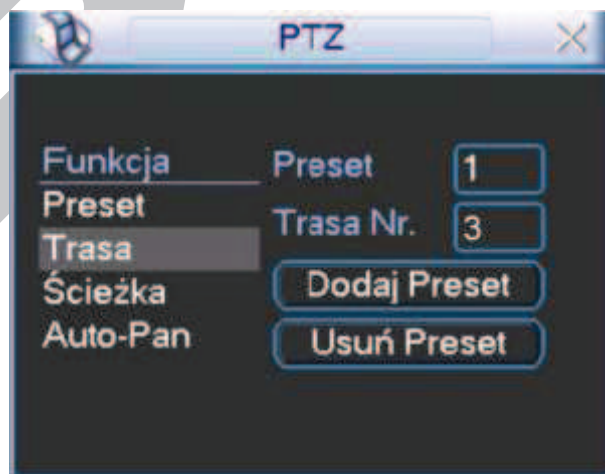 PTZ
Funkcja
Preset
Trasa
Ścieżka
Auto-Pan
Preset 1
Trasa Nr. 3
Dodaj Preset
Usuń Preset